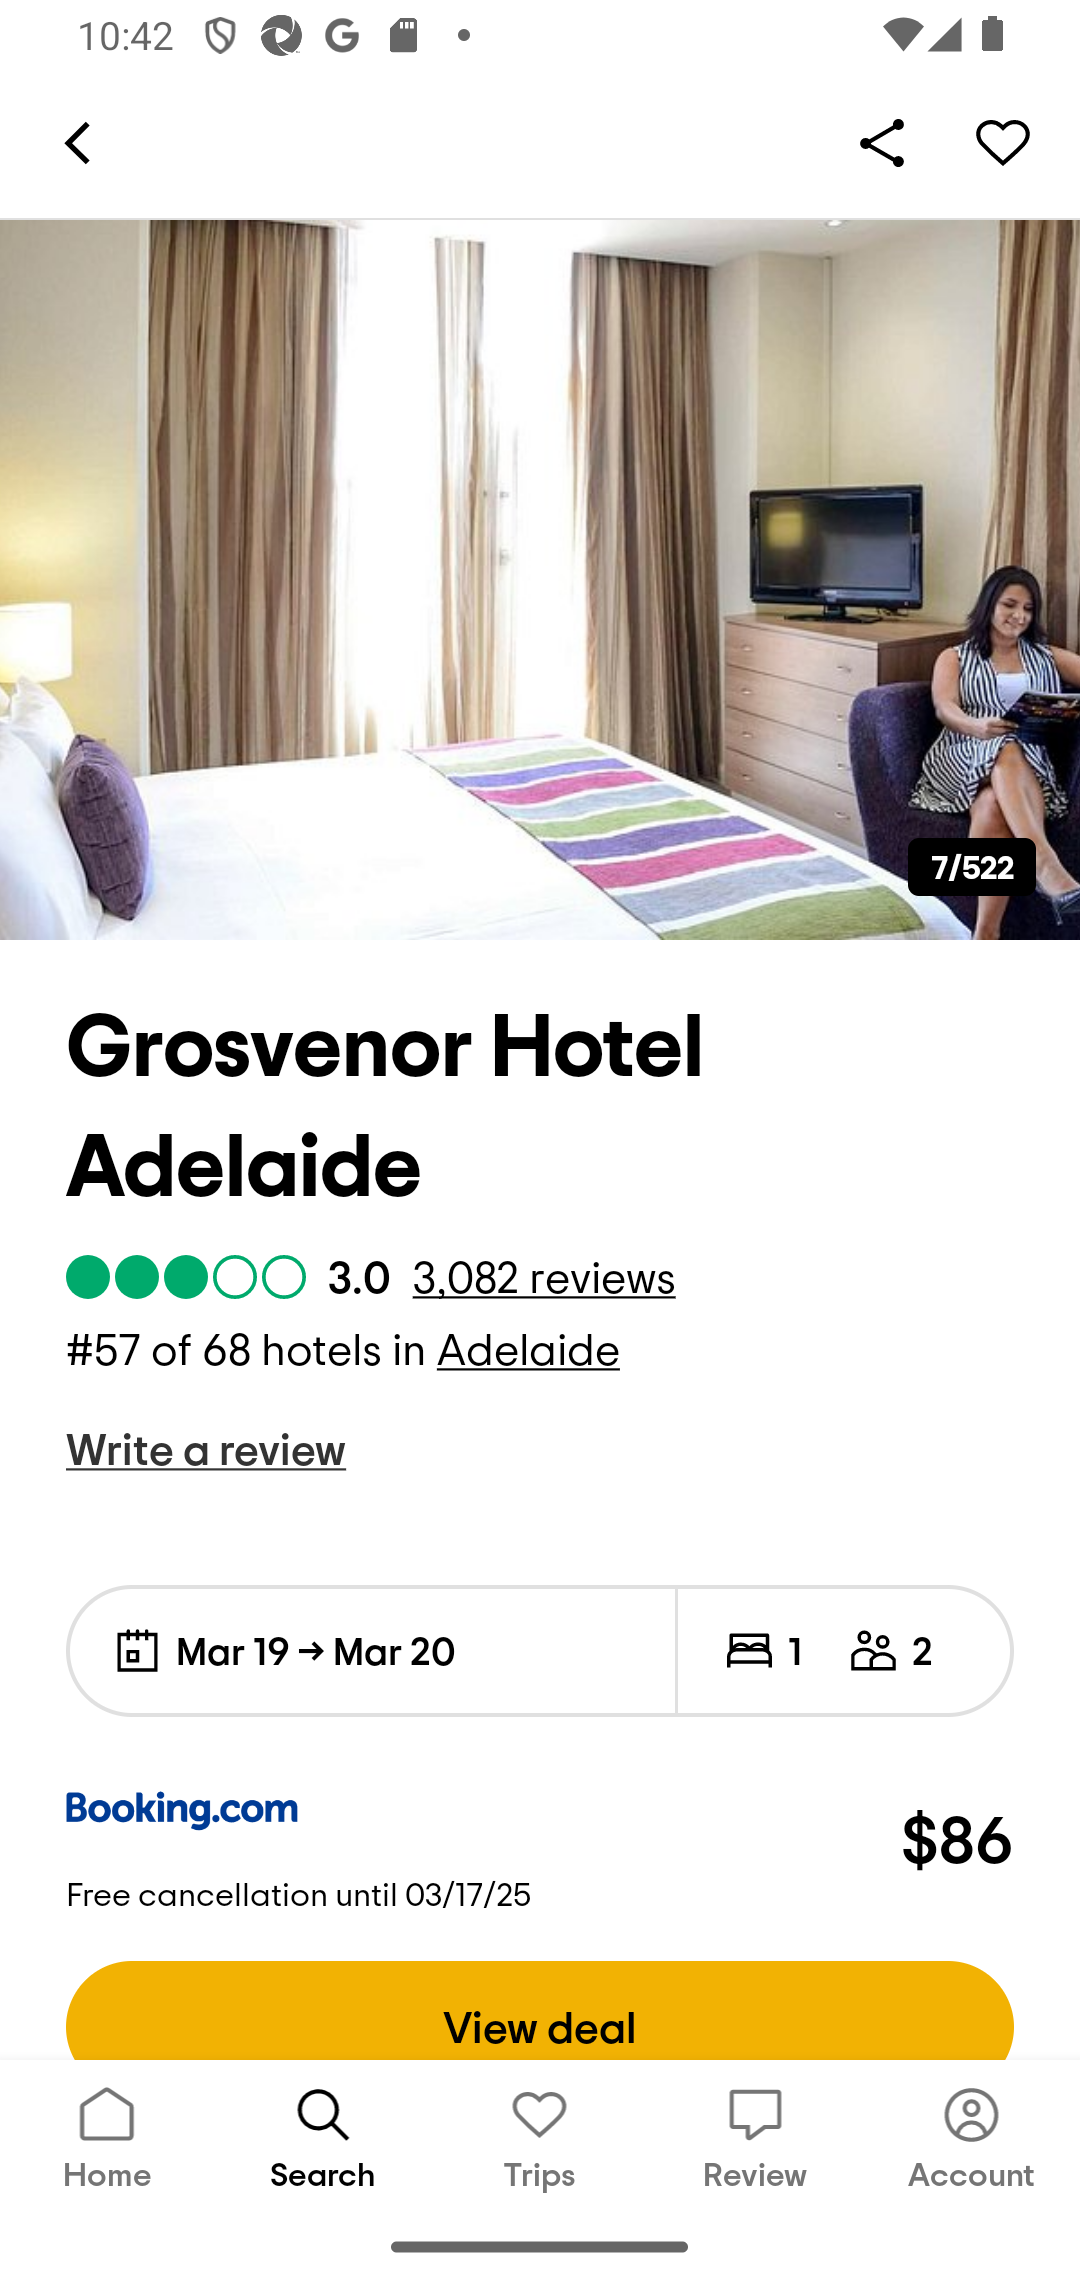 10:42
7/522
Grosvenor Hotel
Adelaide
3.0 3,082 reviews
#57 of 68 hotels in Adelaide
Write a review
Mar 19 → Mar 20 1 2
Booking.com
$86
Free cancellation until 03/17/25
View deal
Home Search Trips Review Account